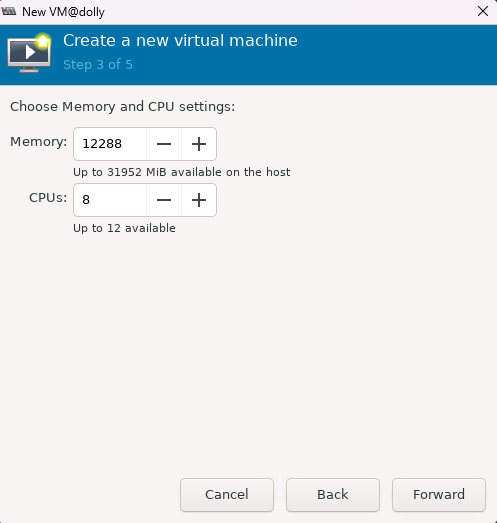 New VM@dolly
Create a new virtual machine
Step 3 of 5
Choose Memory and CPU settings:
Memory: 12288
Up to 31952 MiB available on the host
CPUs: 8
Up to 12 available
Cancel Back Forward